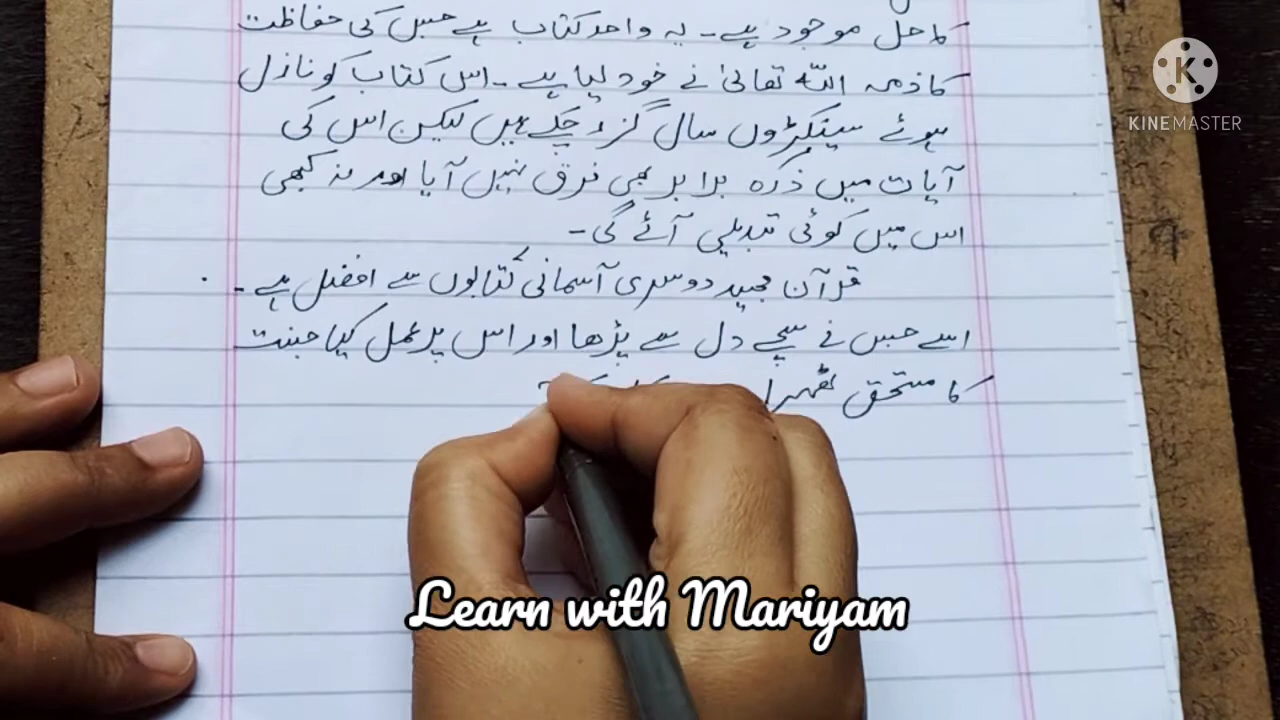 کا حل موجود ہے۔ یہ واحد کتاب ہے جس کی حفاظت
کا ذمہ اللّٰہ تعالیٰ نے خود لیا ہے۔ اس کتاب کو نازل
ہوئے سینکڑوں سال گزر چکے ہیں لیکن اس کی
آیات میں ذرہ برابر بھی فرق نہیں آیا اور نہ کبھی
اس میں کوئی تبدیلی آئے گی۔
قرآن مجید دوسری آسمانی کتابوں سے افضل ہے۔
اسے جس نے سچے دل سے پڑھا اور اس پر عمل کیا جنت
کا مستحق ٹھہرا
KINEMASTER
Learn with Mariyam